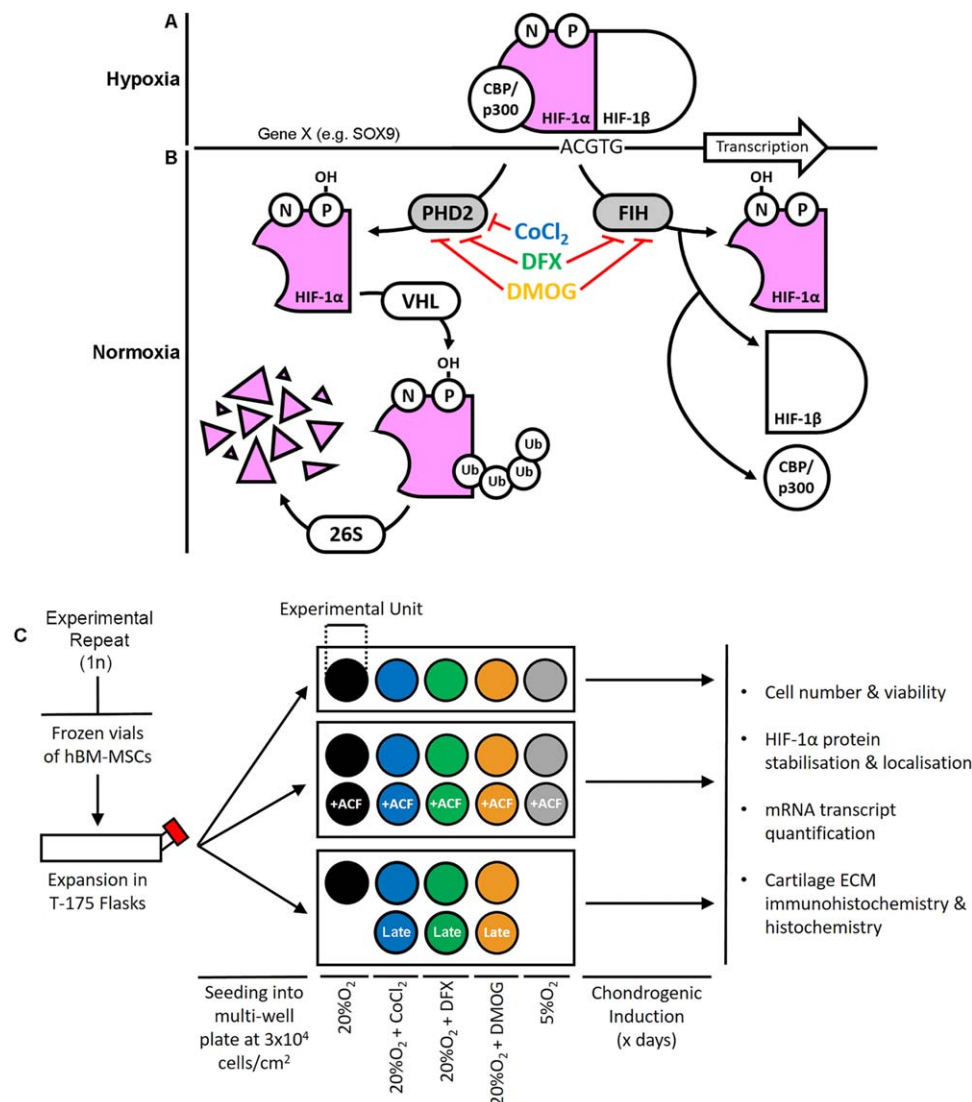 A
Hypoxia
N
P
CBP/
p300
HIF-1α
HIF-1β
Gene X (e.g. SOX9)
ACGTG
Transcription
B
Normoxia
OH
N
P
HIF-1α
PHD2
FIH
CoCl₂
DFX
DMOG
OH
N
P
HIF-1α
VHL
OH
N
P
Ub
Ub
Ub
Ub
26S
HIF-1β
CBP/
p300
C
Experimental
Repeat
(1n)
Frozen vials
of hBM-MSCs
Expansion in
T-175 Flasks
Experimental Unit
+ACF
+ACF
+ACF
+ACF
+ACF
Late
Late
Late
Seeding into
multi-well
plate at 3x10⁴
cells/cm²
20%O₂
20%O₂ + CoCl₂
20%O₂ + DFX
20%O₂ + DMOG
5%O₂
Chondrogenic
Induction
(x days)
• Cell number & viability
• HIF-1α protein
stabilisation & localisation
• mRNA transcript
quantification
• Cartilage ECM
immunohistochemistry &
histochemistry